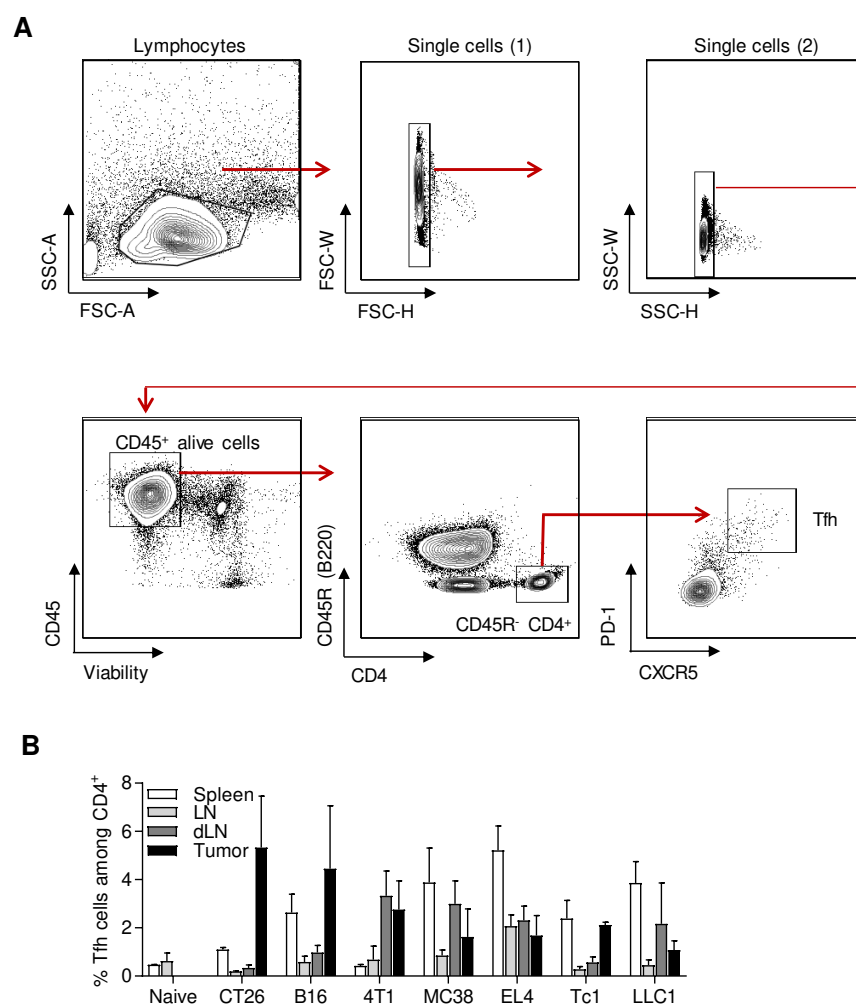 A
Lymphocytes
Single cells (1)
Single cells (2)
SSC-A
FSC-A
FSC-W
FSC-H
SSC-W
SSC-H
CD45⁺ alive cells
CD45
Viability
CD45R (B220)
CD45R⁻ CD4⁺
CD4
Tfh
PD-1
CXCR5
B
% Tfh cells among CD4⁺
8
6
4
2
0
Spleen
LN
dLN
Tumor
Naive CT26 B16 4T1 MC38 EL4 Tc1 LLC1